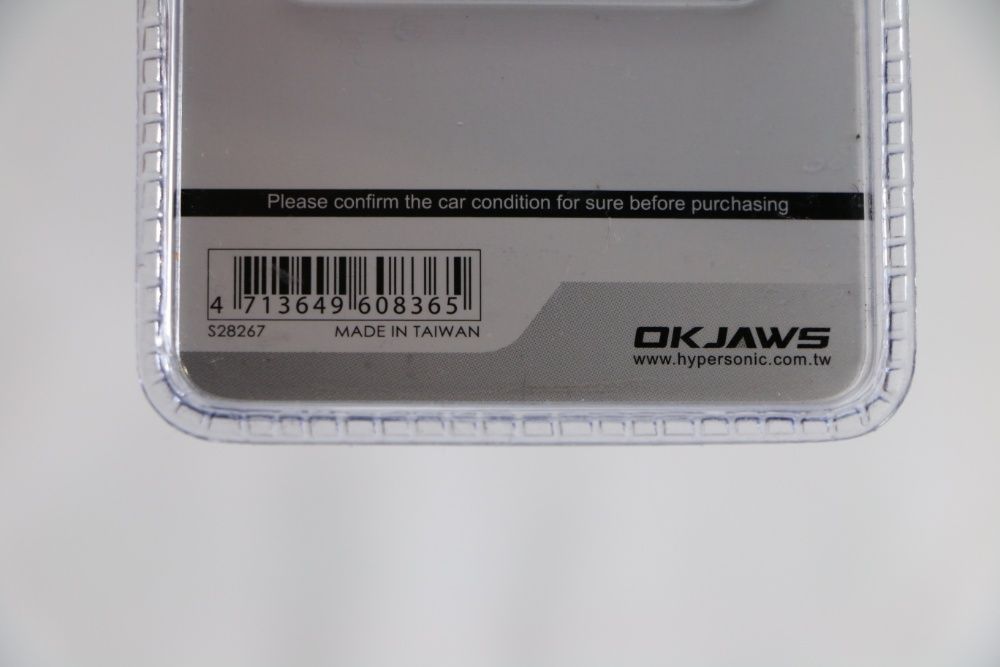 Please confirm the car condition for sure before purchasing
4 713649 608365
S28267 MADE IN TAIWAN
OKJAWS
www.hypersonic.com.tw